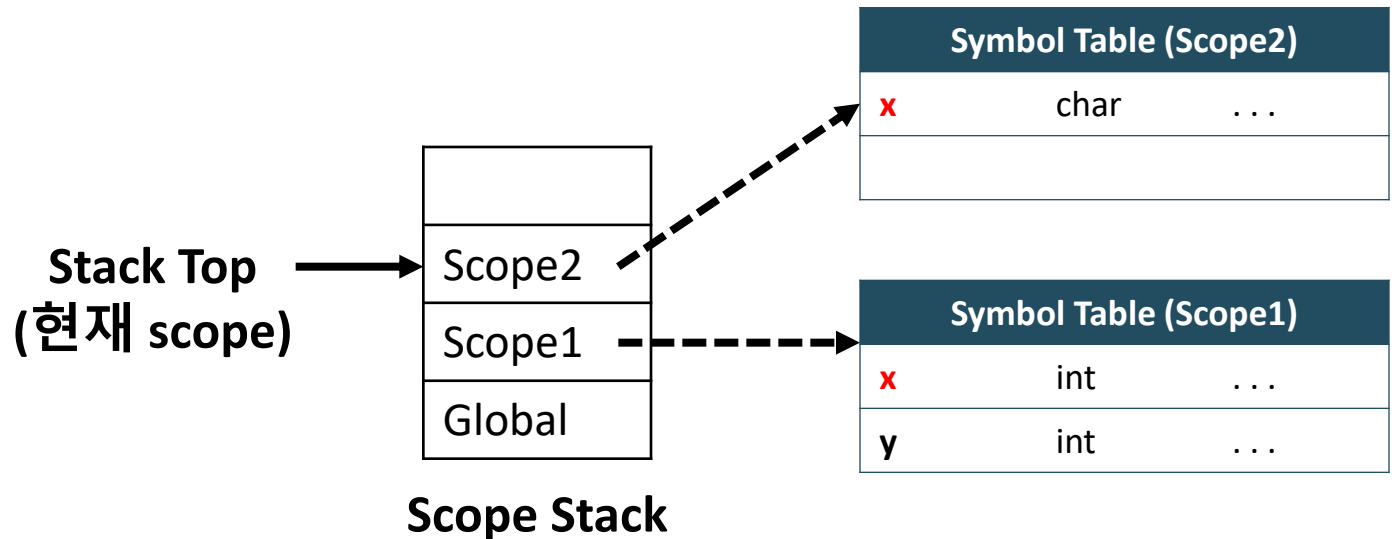 Symbol Table (Scope2)
x char ...
Stack Top
(현재 scope)
Scope2
Scope1
Global
Scope Stack
Symbol Table (Scope1)
x int ...
y int ...